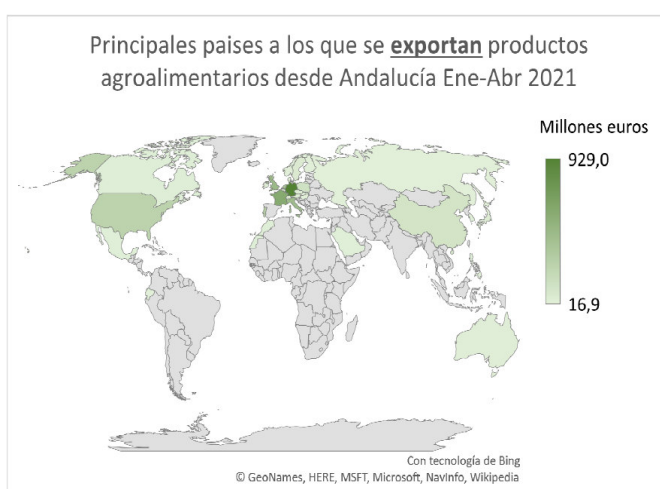 Principales paises a los que se exportan productos
agroalimentarios desde Andalucía Ene-Abr 2021
Millones euros
929,0
16,9
Con tecnología de Bing
© GeoNames, HERE, MSFT, Microsoft, NavInfo, Wikipedia